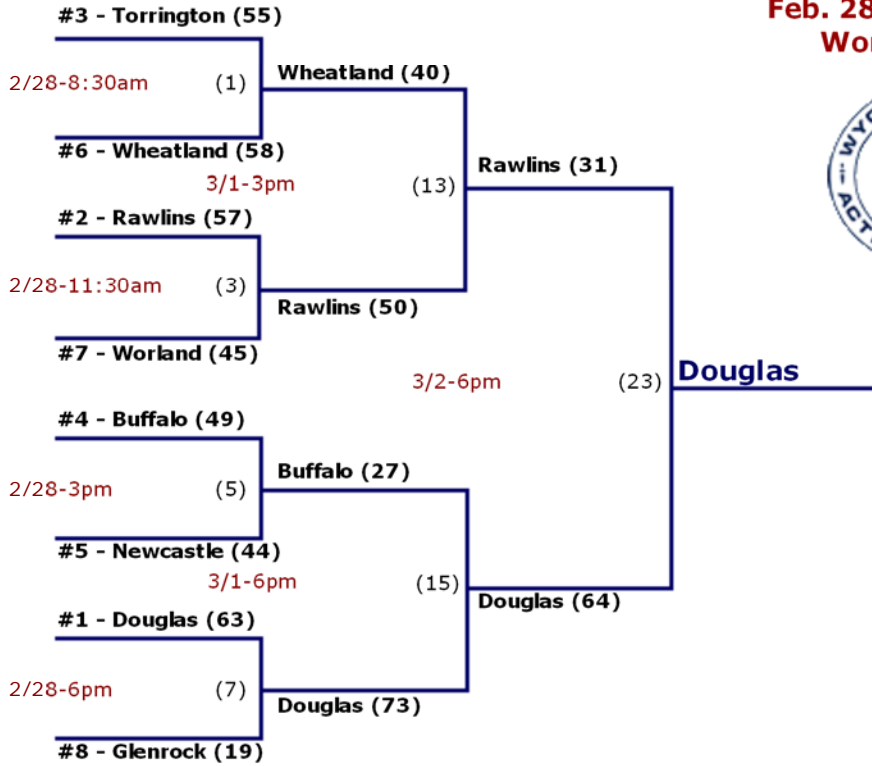 #3 - Torrington (55)
Feb. 28
2/28-8:30am
(1)
Wheatland (40)
#6 - Wheatland (58)
3/1-3pm
(13)
Rawlins (31)
#2 - Rawlins (57)
2/28-11:30am
(3)
Rawlins (50)
#7 - Worland (45)
3/2-6pm
(23)
Douglas
#4 - Buffalo (49)
2/28-3pm
(5)
Buffalo (27)
#5 - Newcastle (44)
3/1-6pm
(15)
Douglas (64)
#1 - Douglas (63)
2/28-6pm
(7)
Douglas (73)
#8 - Glenrock (19)